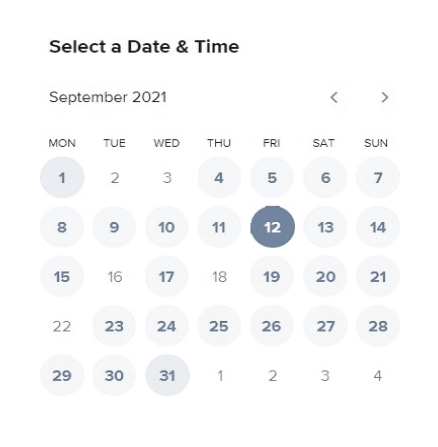 Select a Date & Time
September 2021
MON TUE WED THU FRI SAT SUN
1 2 3 4 5 6 7
8 9 10 11 12 13 14
15 16 17 18 19 20 21
22 23 24 25 26 27 28
29 30 31 1 2 3 4